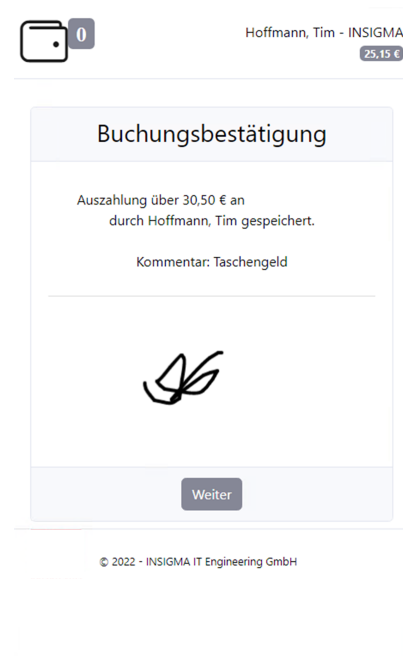 0
Hoffmann, Tim - INSIGMA
25,15 €
Buchungsbestätigung
Auszahlung über 30,50 € an
durch Hoffmann, Tim gespeichert.
Kommentar: Taschengeld
Weiter
© 2022 - INSIGMA IT Engineering GmbH